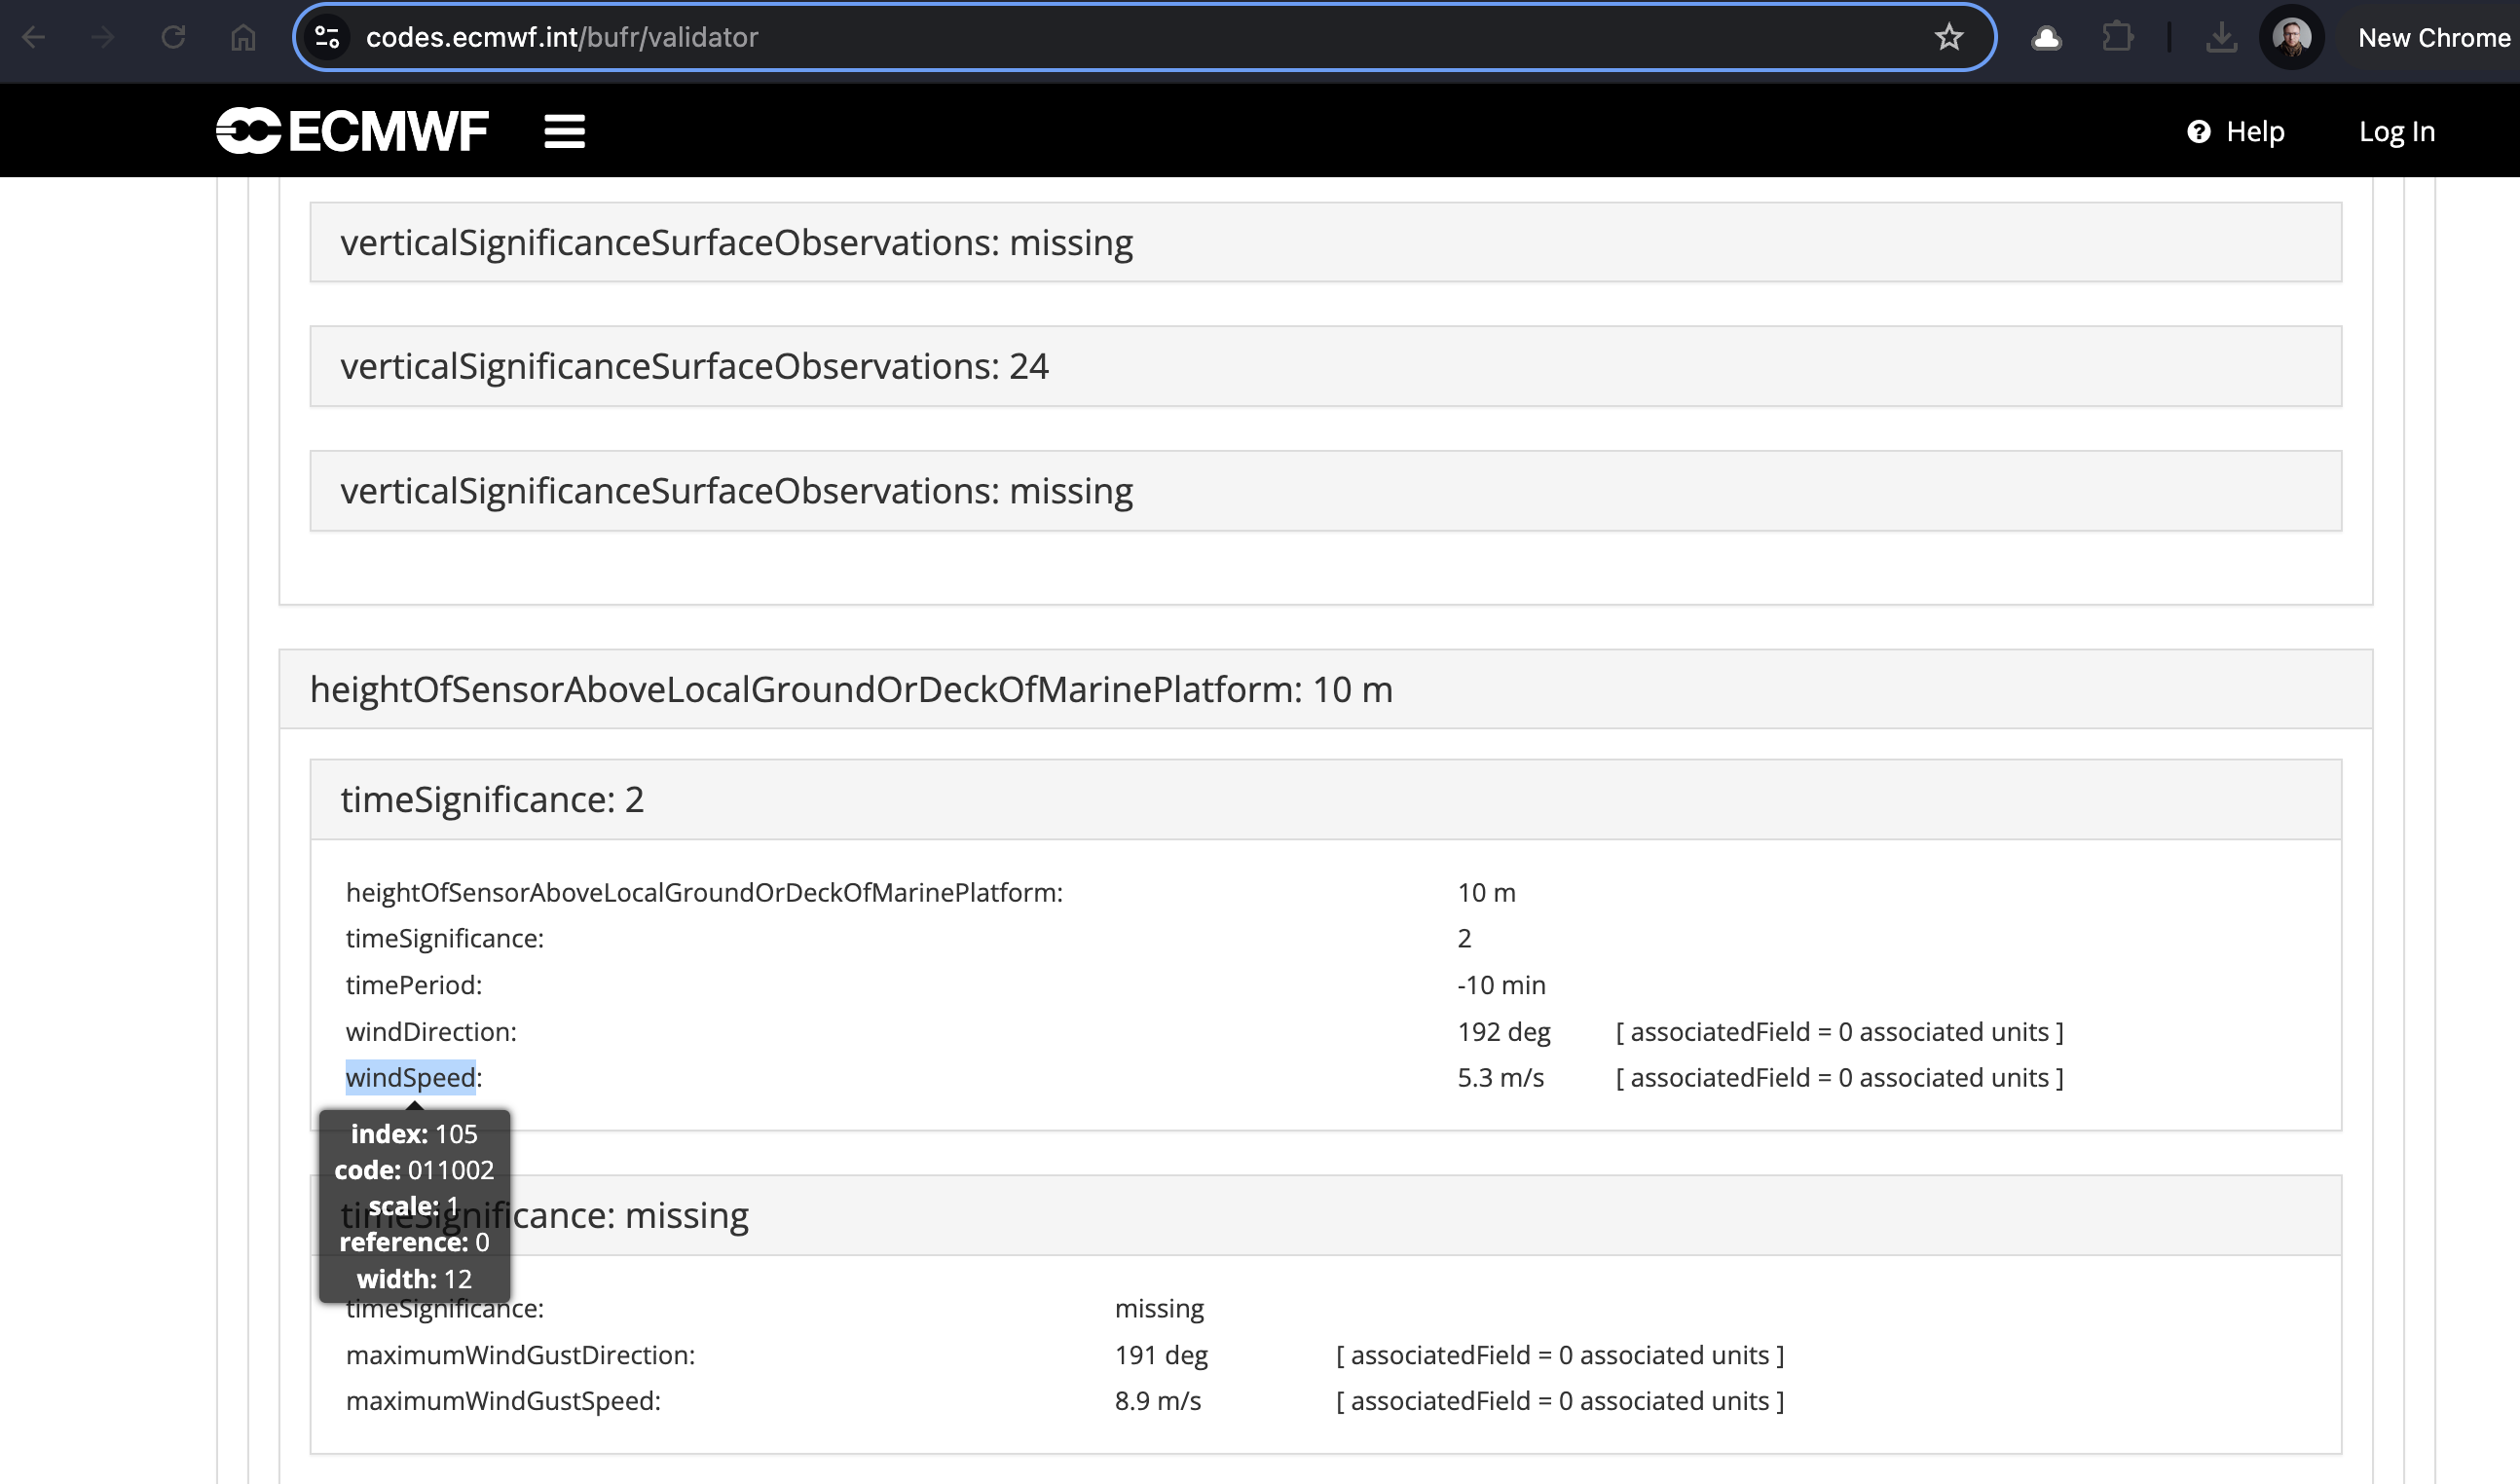 codes.ecmwf.int/bufr/validator
New Chrome
ECMWF
Help Log In
verticalSignificanceSurfaceObservations: missing
verticalSignificanceSurfaceObservations: 24
verticalSignificanceSurfaceObservations: missing
heightOfSensorAboveLocalGroundOrDeckOfMarinePlatform: 10 m
timeSignificance: 2
heightOfSensorAboveLocalGroundOrDeckOfMarinePlatform: 10 m
timeSignificance: 2
timePeriod: -10 min
windDirection: 192 deg [ associatedField = 0 associated units ]
windSpeed: 5.3 m/s [ associatedField = 0 associated units ]
index: 105
code: 011002
scale: 1
reference: 0
width: 12
timeSignificance: missing
timeSignificance: missing
maximumWindGustDirection: 191 deg [ associatedField = 0 associated units ]
maximumWindGustSpeed: 8.9 m/s [ associatedField = 0 associated units ]